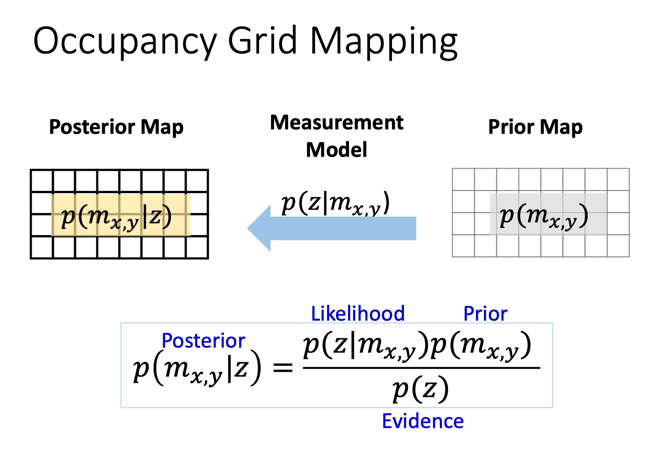 Occupancy Grid Mapping
Posterior Map
Measurement
Model
Prior Map
p(m_{x,y}|z)
p(z|m_{x,y})
p(m_{x,y})
Likelihood
Prior
Posterior
p(m_{x,y}|z) = \frac{p(z|m_{x,y})p(m_{x,y})}{p(z)}
Evidence